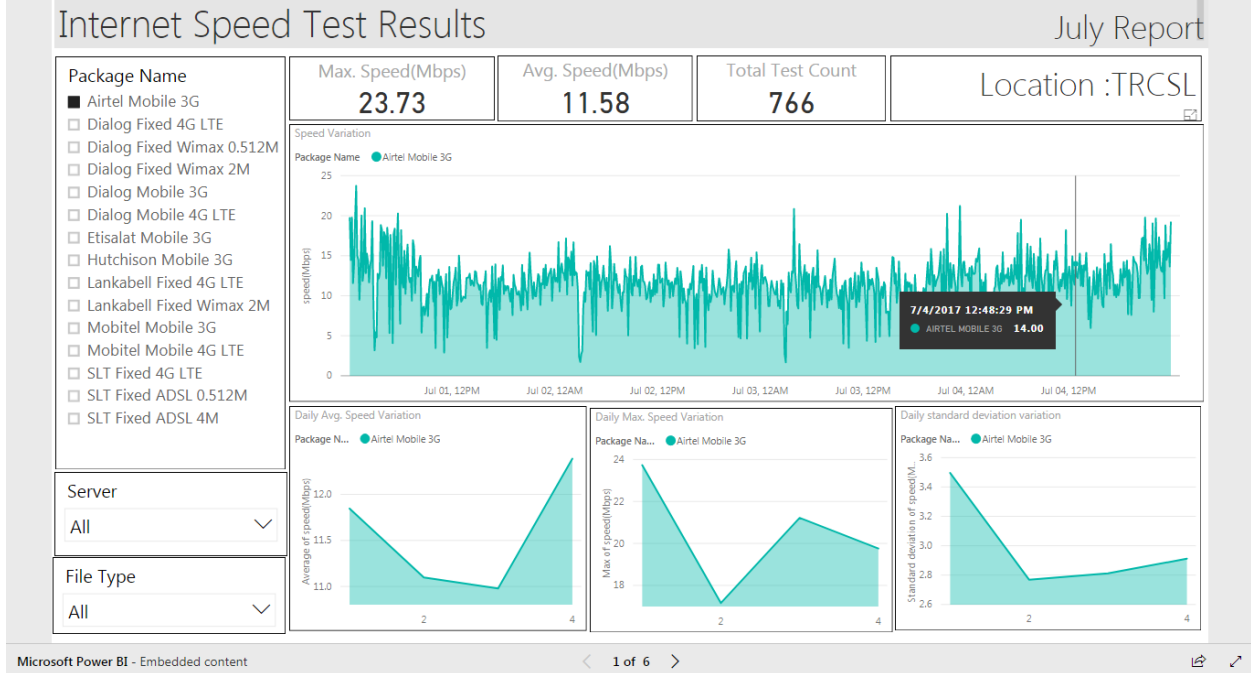 Internet Speed Test Results
July Report
Package Name
Airtel Mobile 3G
Dialog Fixed 4G LTE
Dialog Fixed Wimax 0.512M
Dialog Fixed Wimax 2M
Dialog Mobile 3G
Dialog Mobile 4G LTE
Etisalat Mobile 3G
Hutchison Mobile 3G
Lankabell Fixed 4G LTE
Lankabell Fixed Wimax 2M
Mobitel Mobile 3G
Mobitel Mobile 4G LTE
SLT Fixed 4G LTE
SLT Fixed ADSL 0.512M
SLT Fixed ADSL 4M
Server
All
File Type
All
Max. Speed(Mbps)
23.73
Avg. Speed(Mbps)
11.58
Total Test Count
766
Location :TRCSL
Speed Variation
Package Name Airtel Mobile 3G
speed(Mbps)
25
20
15
10
5
0
7/4/2017 12:48:29 PM
AIRTEL MOBILE 3G 14.00
Jul 01, 12PM Jul 02, 12AM Jul 02, 12PM Jul 03, 12AM Jul 03, 12PM Jul 04, 12AM Jul 04, 12PM
Daily Avg. Speed Variation
Package N... Airtel Mobile 3G
Average of speed(Mbps)
12.0
11.5
11.0
2 4
Daily Max. Speed Variation
Package Na... Airtel Mobile 3G
Max of speed(Mbps)
24
22
20
18
2 4
Daily standard deviation variation
Package Na... Airtel Mobile 3G
Standard deviation of speed(M...
3.6
3.4
3.2
3.0
2.8
2.6
2 4
Microsoft Power BI - Embedded content
1 of 6